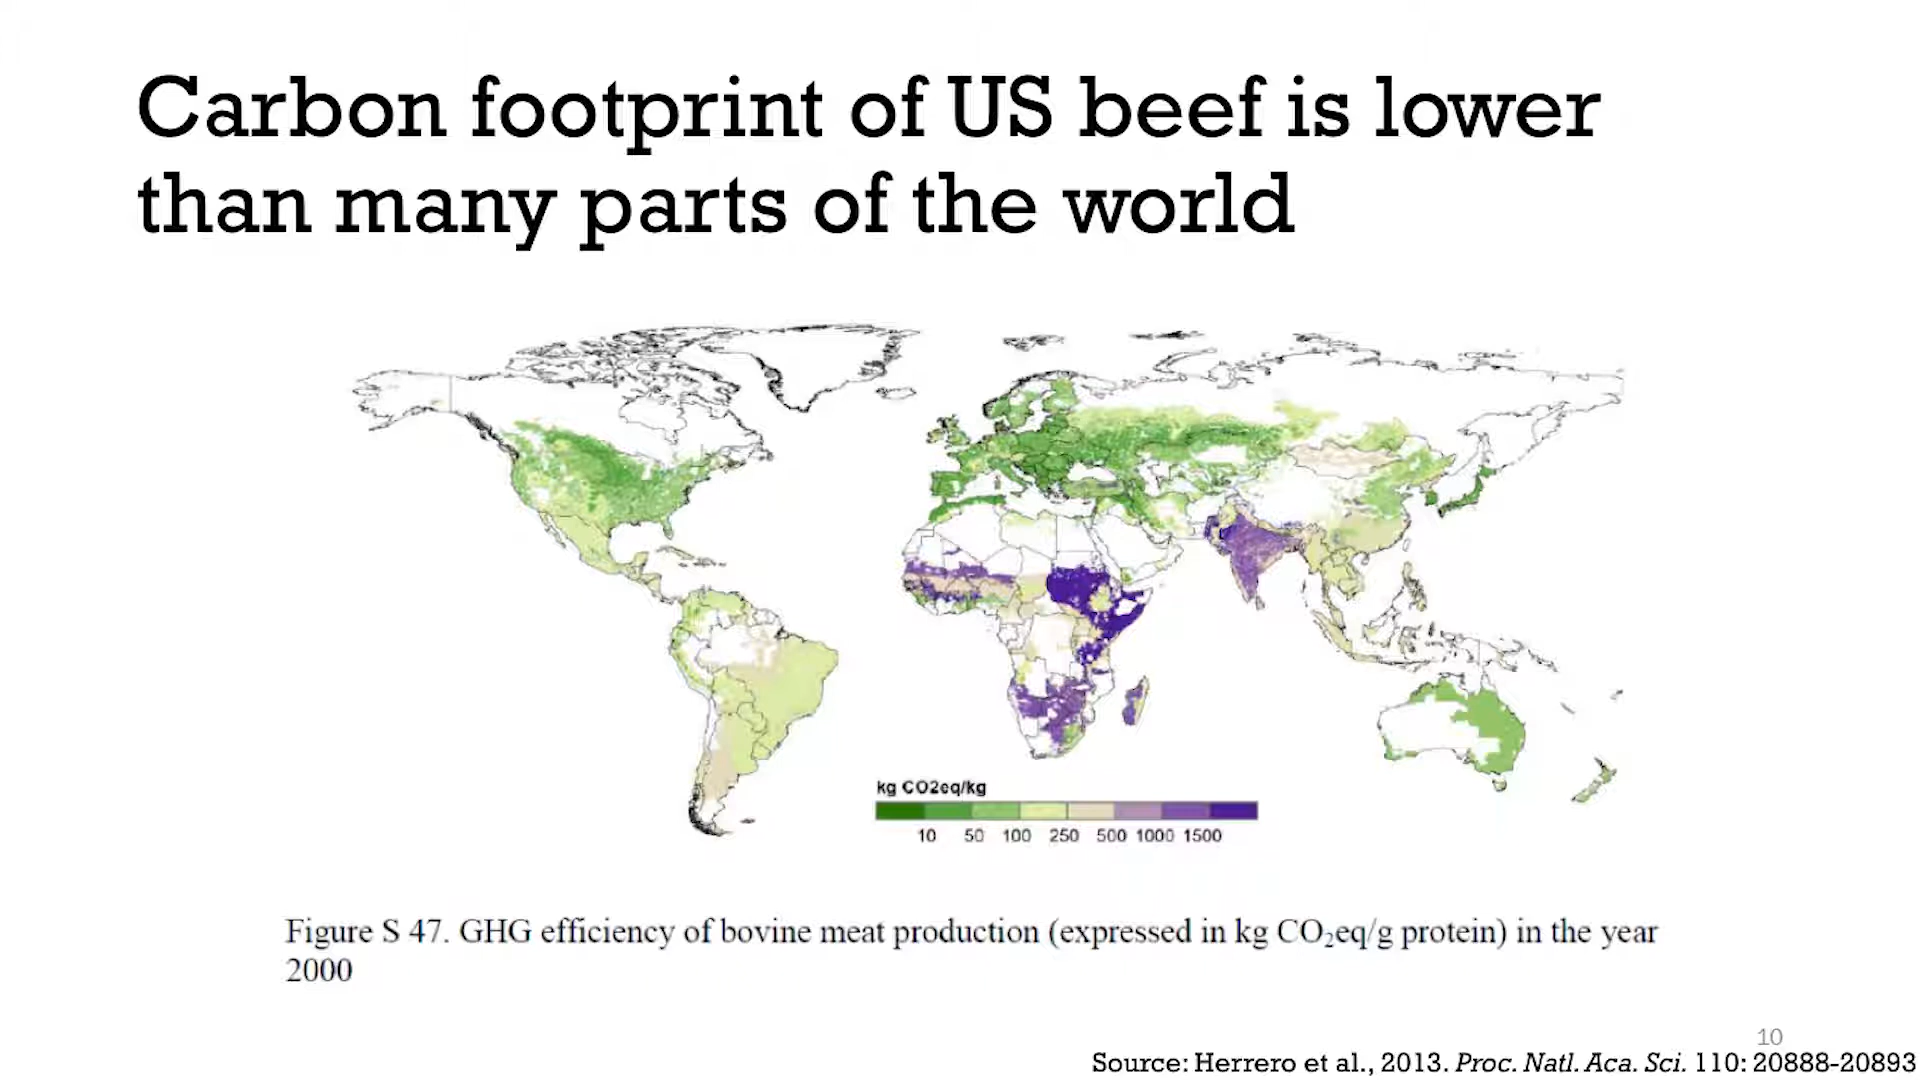 Carbon footprint of US beef is lower
than many parts of the world
kg CO2eq/kg
10 50 100 250 500 1000 1500
Figure S 47. GHG efficiency of bovine meat production (expressed in kg CO₂eq/g protein) in the year
2000
10
Source: Herrero et al., 2013. Proc. Natl. Aca. Sci. 110: 20888-20893